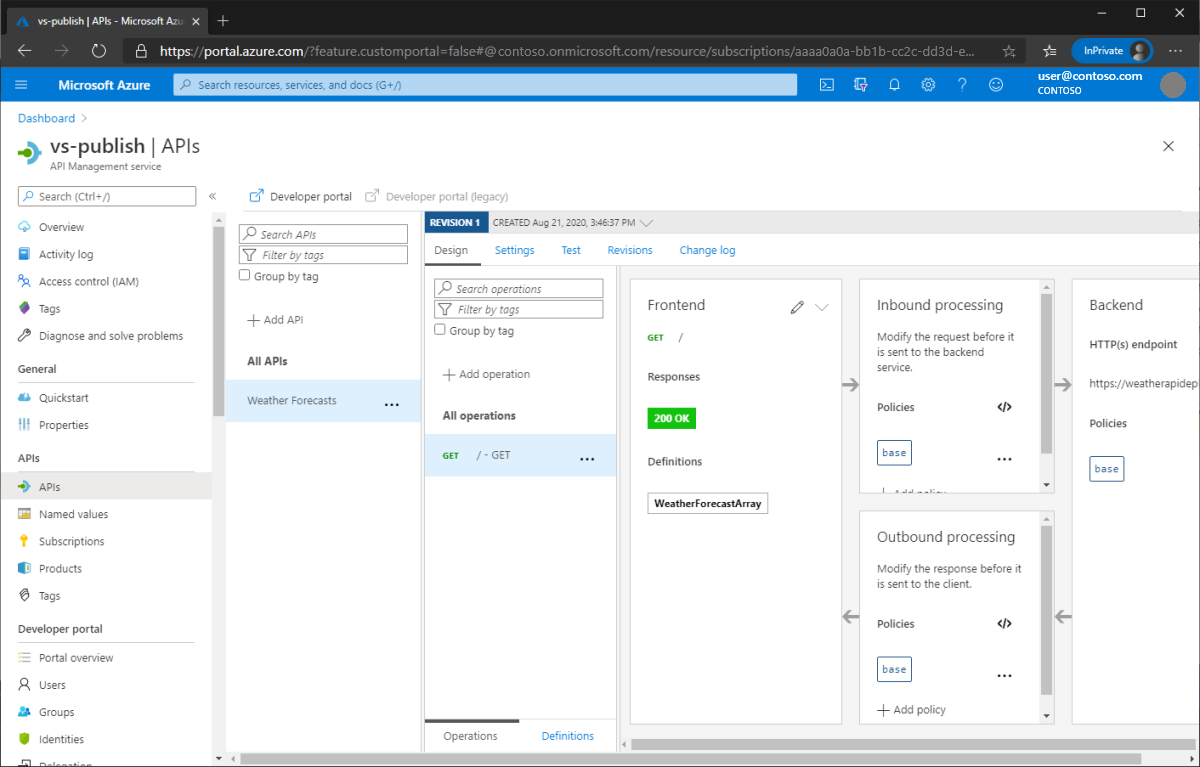 vs-publish | APIs - Microsoft Azu
https://portal.azure.com/?feature.customportal=false#@contoso.onmicrosoft.com/resource/subscriptions/aaaa0a0a-bb1b-cc2c-dd3d-e...
InPrivate
Microsoft Azure
Search resources, services, and docs (G+/)
user@contoso.com
CONTOSO
Dashboard
vs-publish | APIs
API Management service
Search (Ctrl+/)
Overview
Activity log
Access control (IAM)
Tags
Diagnose and solve problems
General
Quickstart
Properties
APIs
APIs
Named values
Subscriptions
Products
Tags
Developer portal
Portal overview
Users
Groups
Identities
Delegation
Developer portal
Developer portal (legacy)
Search APIs
Filter by tags
Group by tag
Add API
All APIs
Weather Forecasts
...
REVISION 1
CREATED Aug 21, 2020, 3:46:37 PM
Design
Settings
Test
Revisions
Change log
Search operations
Filter by tags
Group by tag
Add operation
All operations
GET / - GET
...
Operations
Definitions
Frontend
GET /
Responses
200 OK
Definitions
WeatherForecastArray
Inbound processing
Modify the request before it
is sent to the backend
service.
Policies </>
base
...
Add policy
Outbound processing
Modify the response before it
is sent to the client.
Policies </>
base
...
Add policy
Backend
HTTP(s) endpoint
https://weatherapidep
Policies
base